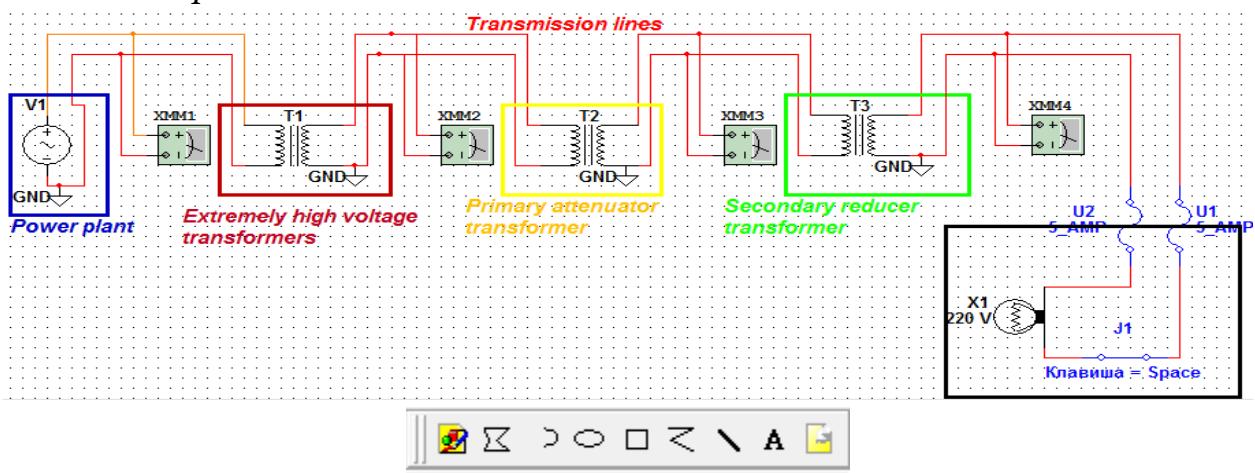 Transmission lines
V1
XMM1
T1
XMM2
T2
XMM3
T3
XMM4
GND
GND
GND
GND
Power plant
Extremely high voltage
transformers
Primary attenuator
transformer
Secondary reducer
transformer
U2
5_AMP
U1
5_AMP
X1
220 V
J1
Клавиша = Space
A